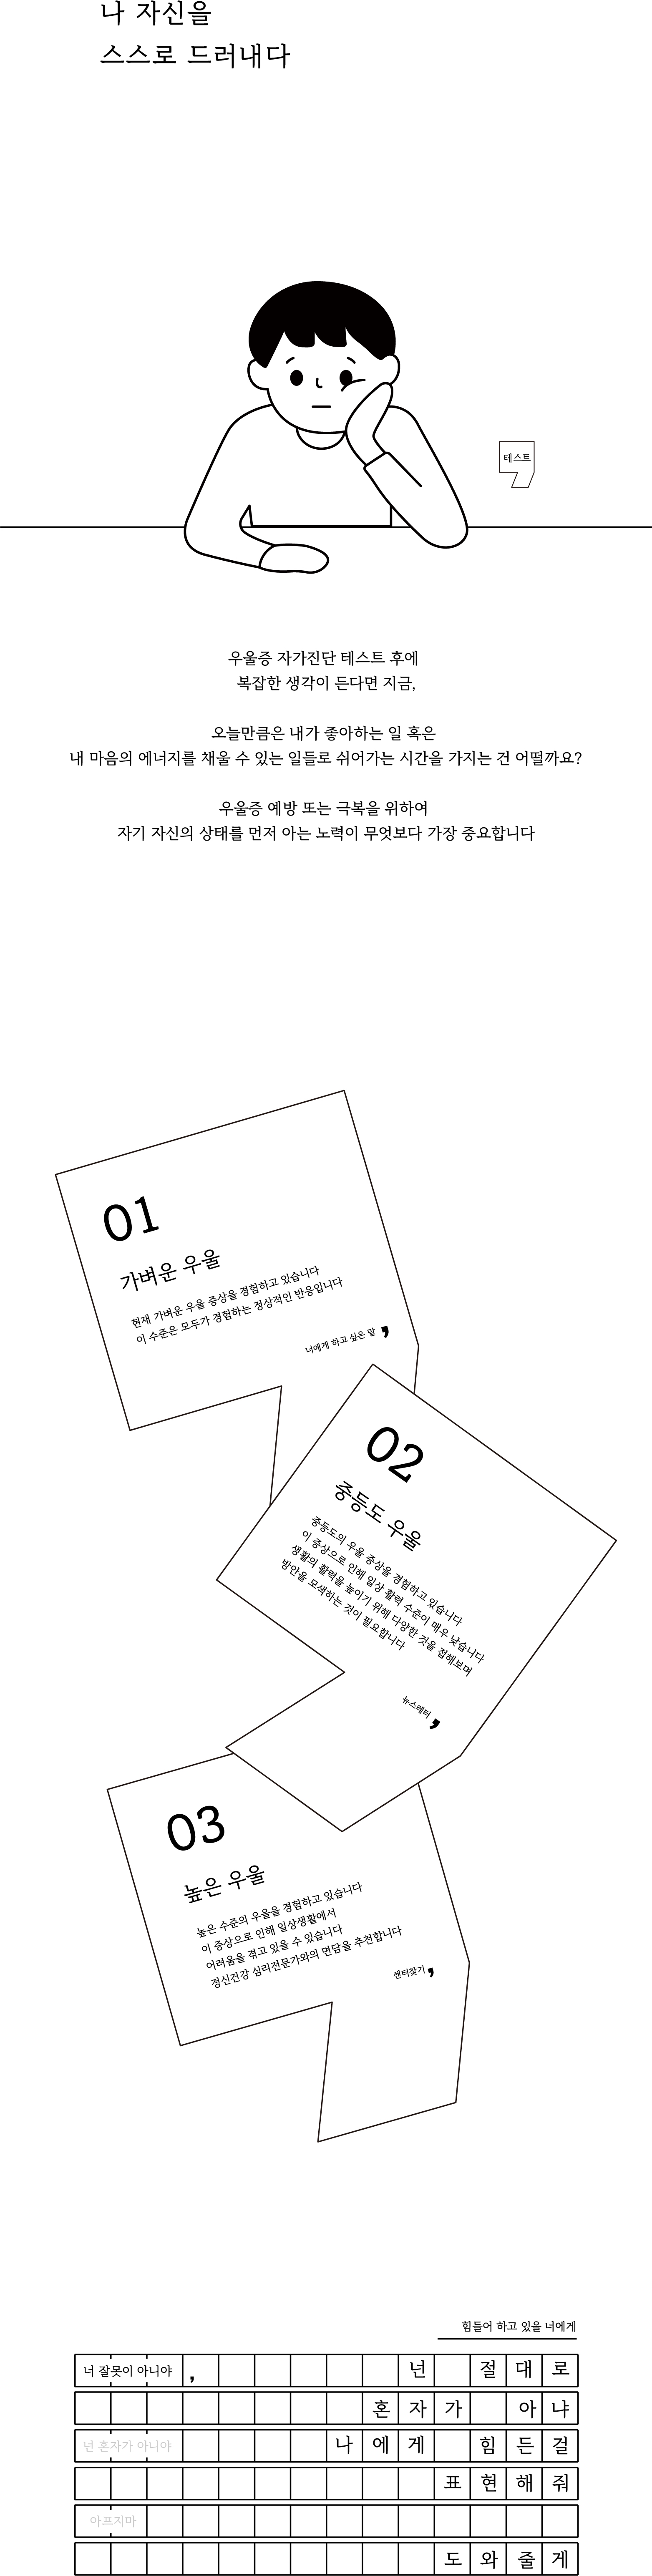 나 자신을
스스로 드러내다
테스트
우울증 자가진단 테스트 후에
복잡한 생각이 든다면 지금,
오늘만큼은 내가 좋아하는 일 혹은
내 마음의 에너지를 채울 수 있는 일들로 쉬어가는 시간을 가지는 건 어떨까요?
우울증 예방 또는 극복을 위하여
자기 자신의 상태를 먼저 아는 노력이 무엇보다 가장 중요합니다
01
가벼운 우울
현재 가벼운 우울 증상을 경험하고 있습니다
이 수준은 모두가 경험하는 정상적인 반응입니다
너에게 하고 싶은 말 ,
02
중등도 우울
중등도의 우울 증상을 경험하고 있습니다
이 증상으로 인해 일상 활력 수준이 매우 낮습니다
생활의 활력을 높이기 위해 다양한 것을 접해보며
방안을 모색하는 것이 필요합니다
뉴스레터 ,
03
높은 우울
높은 수준의 우울을 경험하고 있습니다
이 증상으로 인해 일상생활에서
어려움을 겪고 있을 수 있습니다
정신건강 심리전문가와의 면담을 추천합니다
센터찾기 ,
힘들어 하고 있을 너에게
너 잘못이 아니야 , 넌 절대로
혼자가 아냐
넌 혼자가 아니야 나에게 힘든걸
표현해줘
아프지마
도와줄게